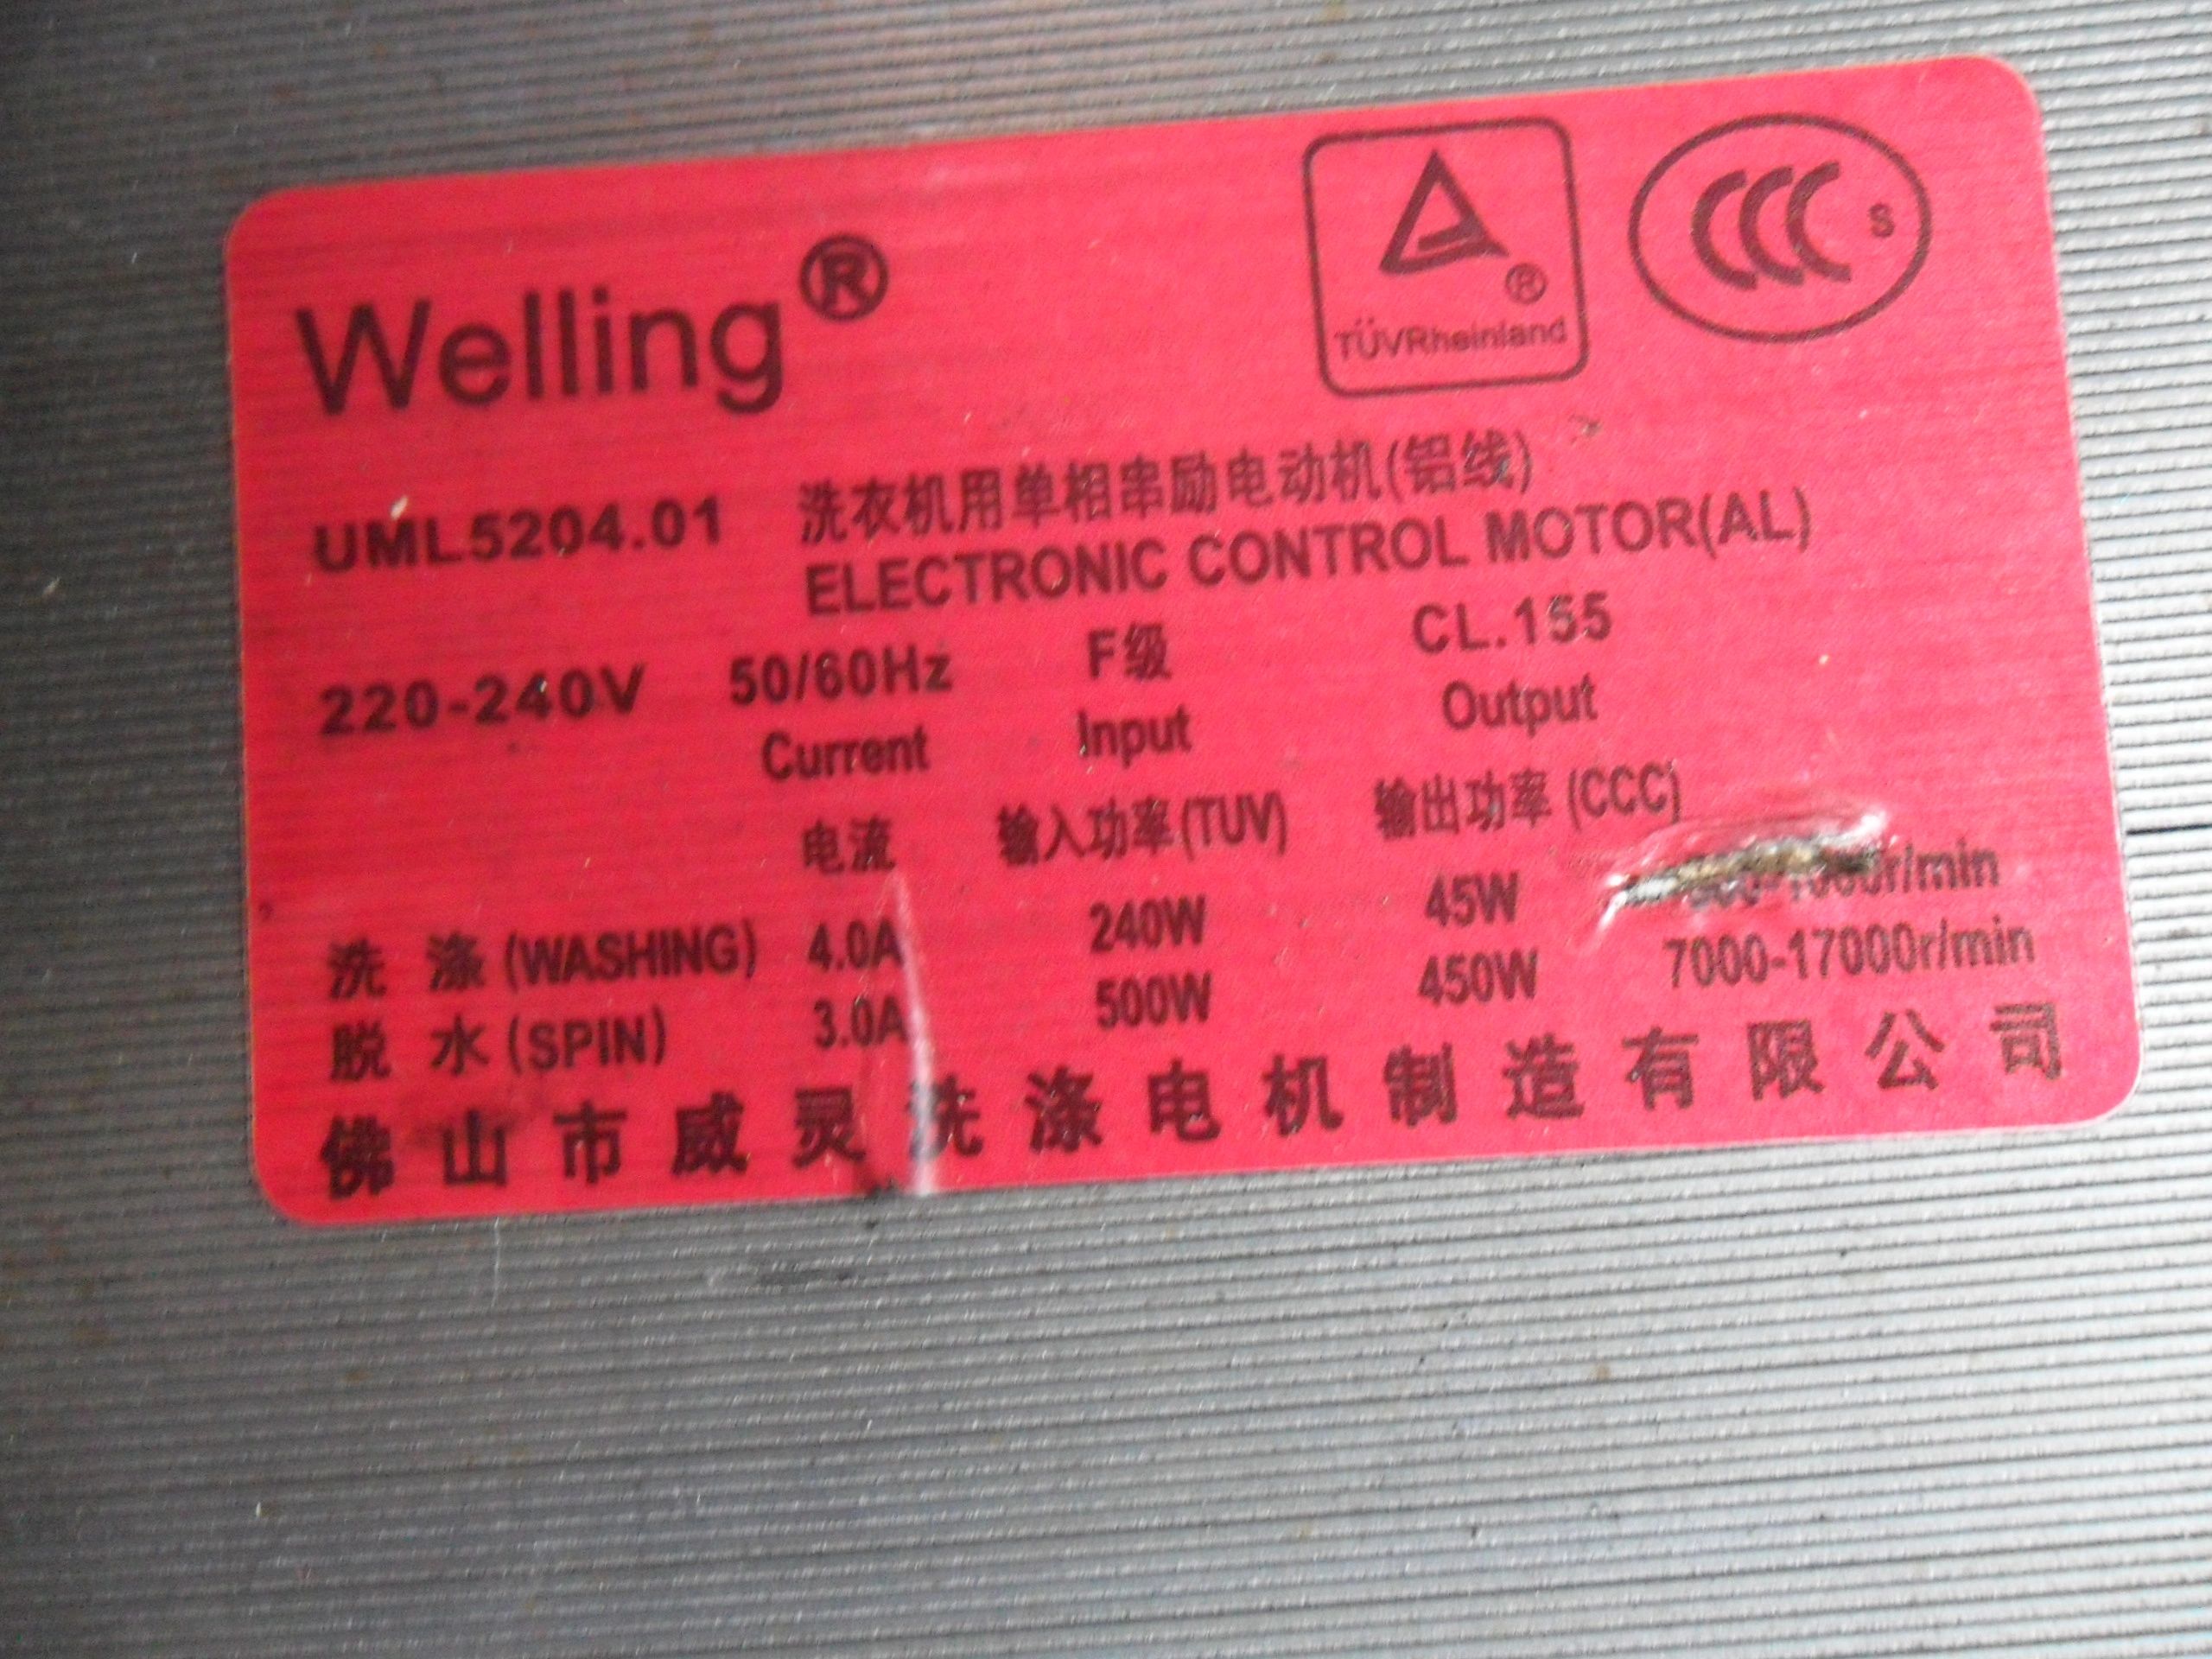 Welling®
TÜVRheinland®
CCC S
UML5204.01 洗衣机用单相串励电动机(铝线)
ELECTRONIC CONTROL MOTOR(AL)
220-240V 50/60Hz F级 CL.155
Current Input Output
电流 输入功率(TUV) 输出功率(CCC)
洗 涤(WASHING) 4.0A 240W 45W r/min
脱 水(SPIN) 3.0A 500W 450W 7000-17000r/min
佛山市威灵洗涤电机制造有限公司